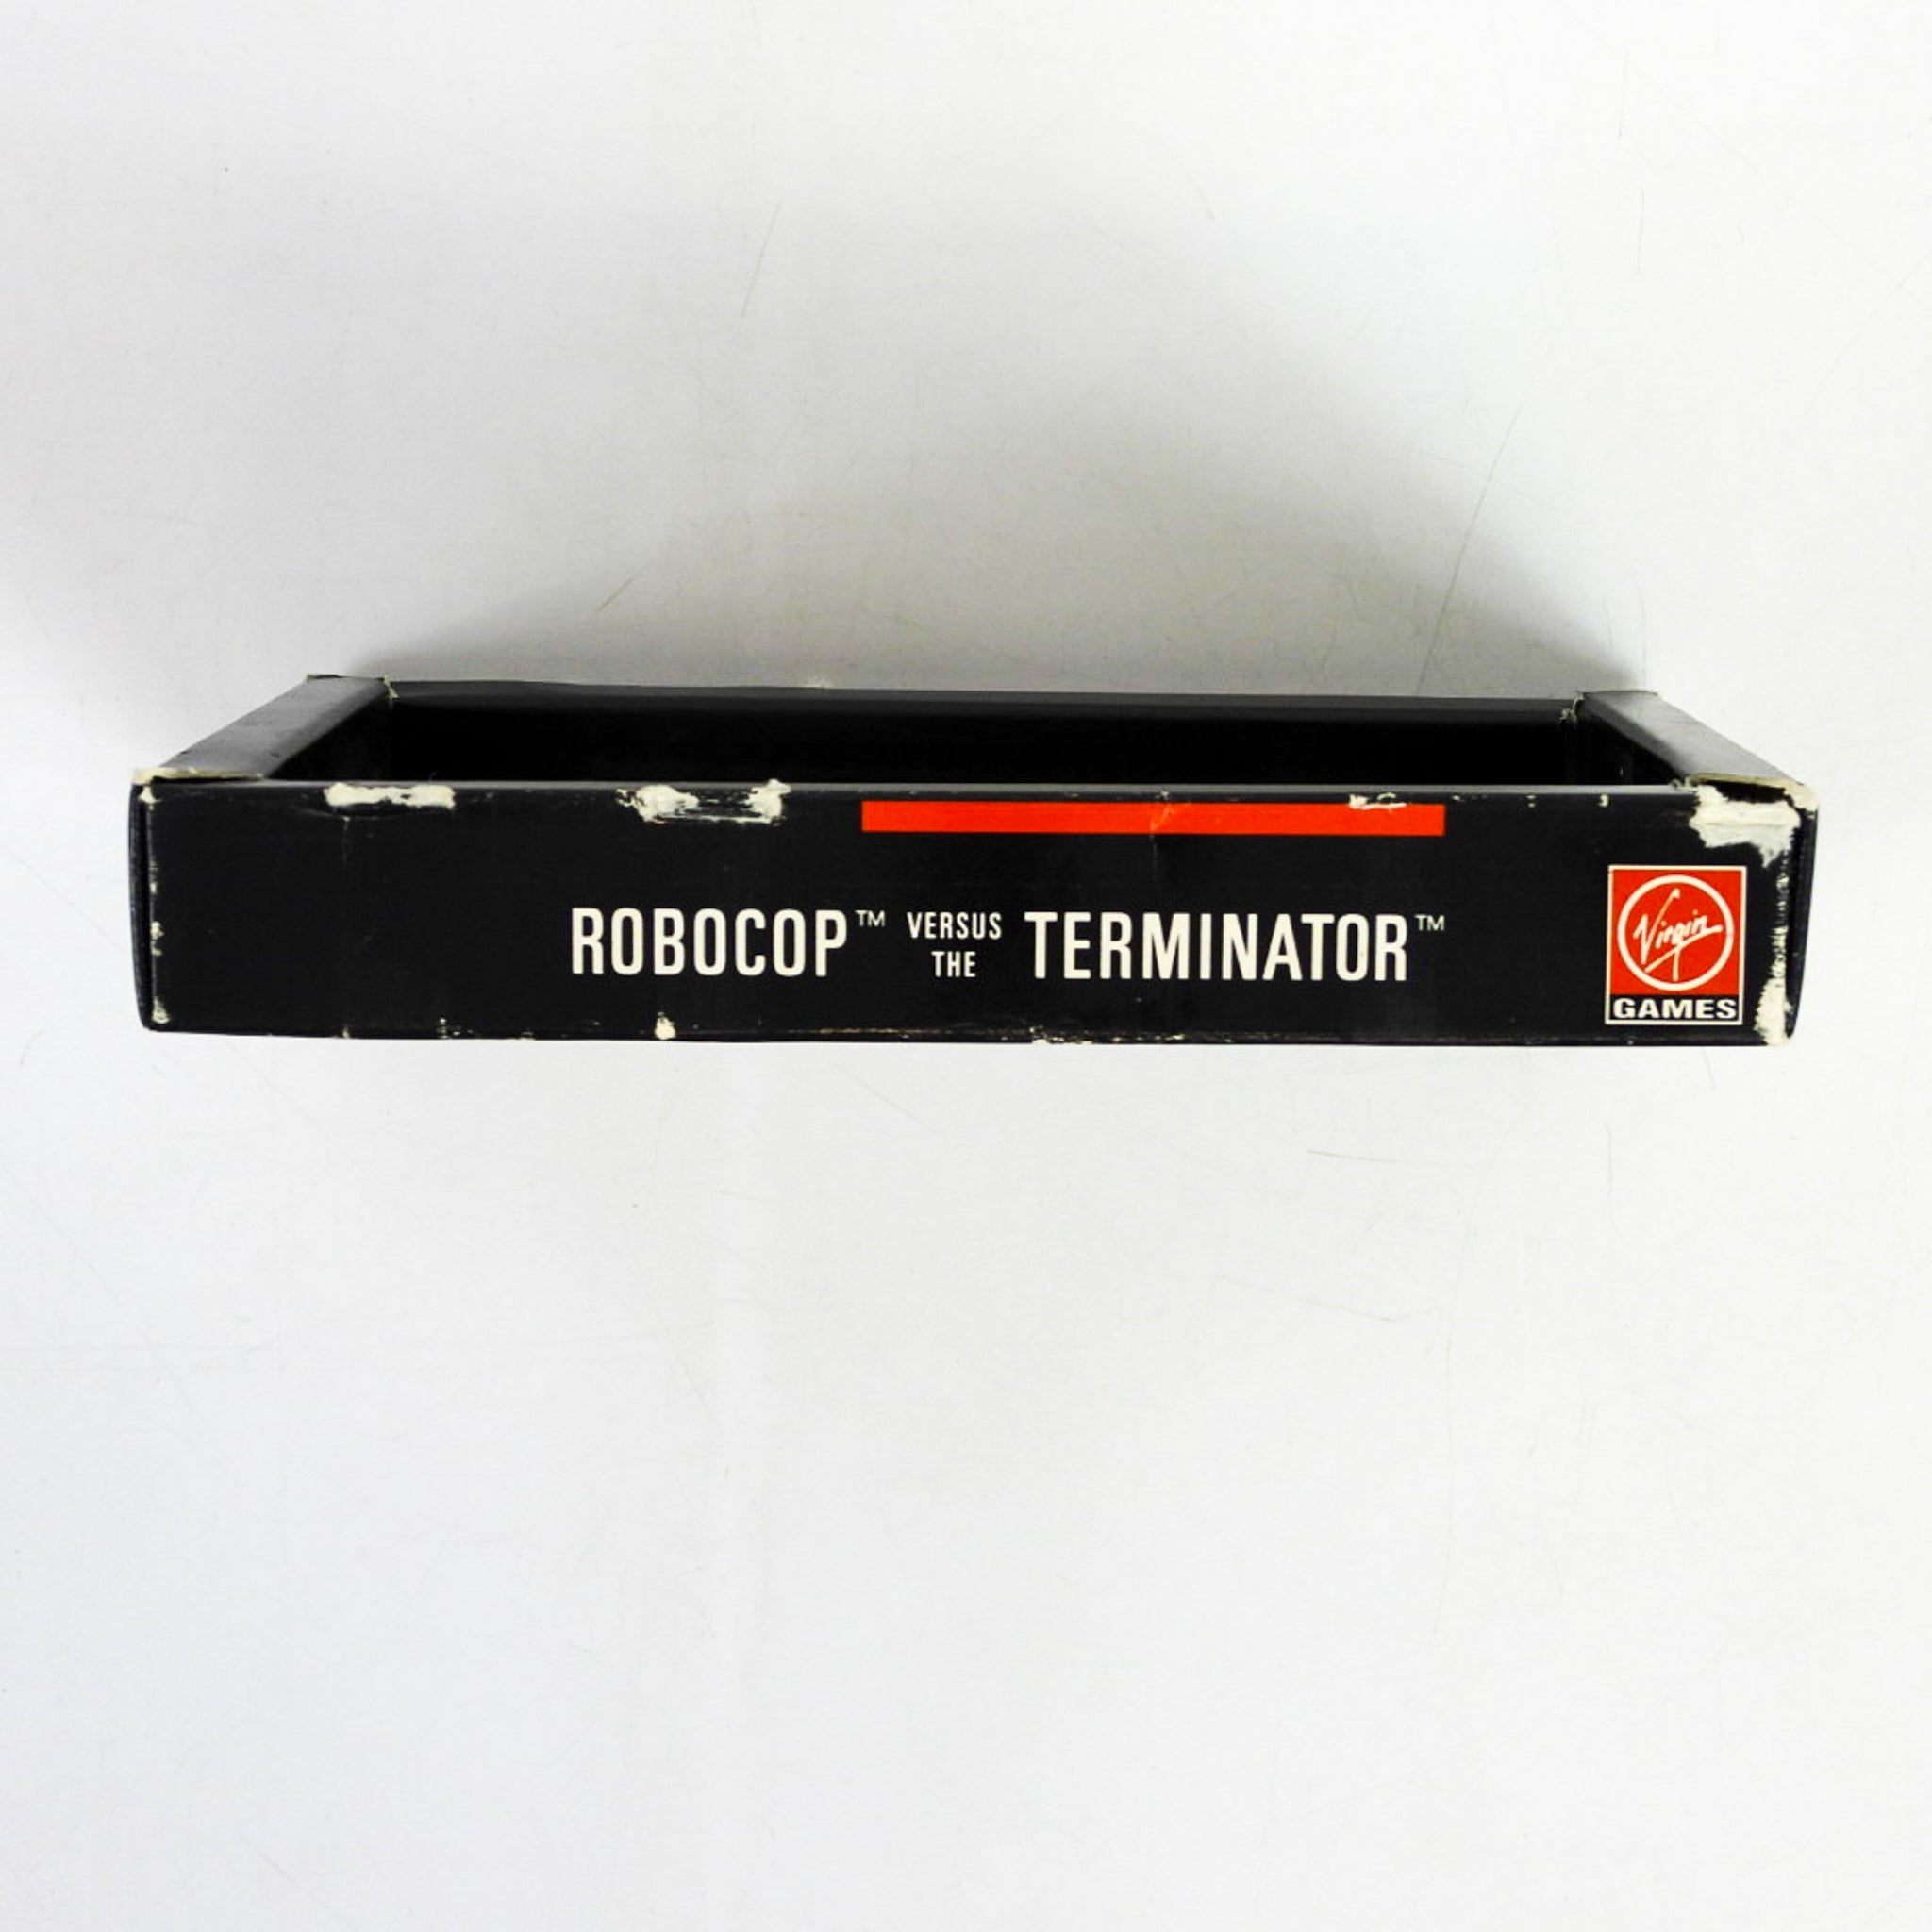 ROBOCOP™ VERSUS THE TERMINATOR™
Virgin
GAMES